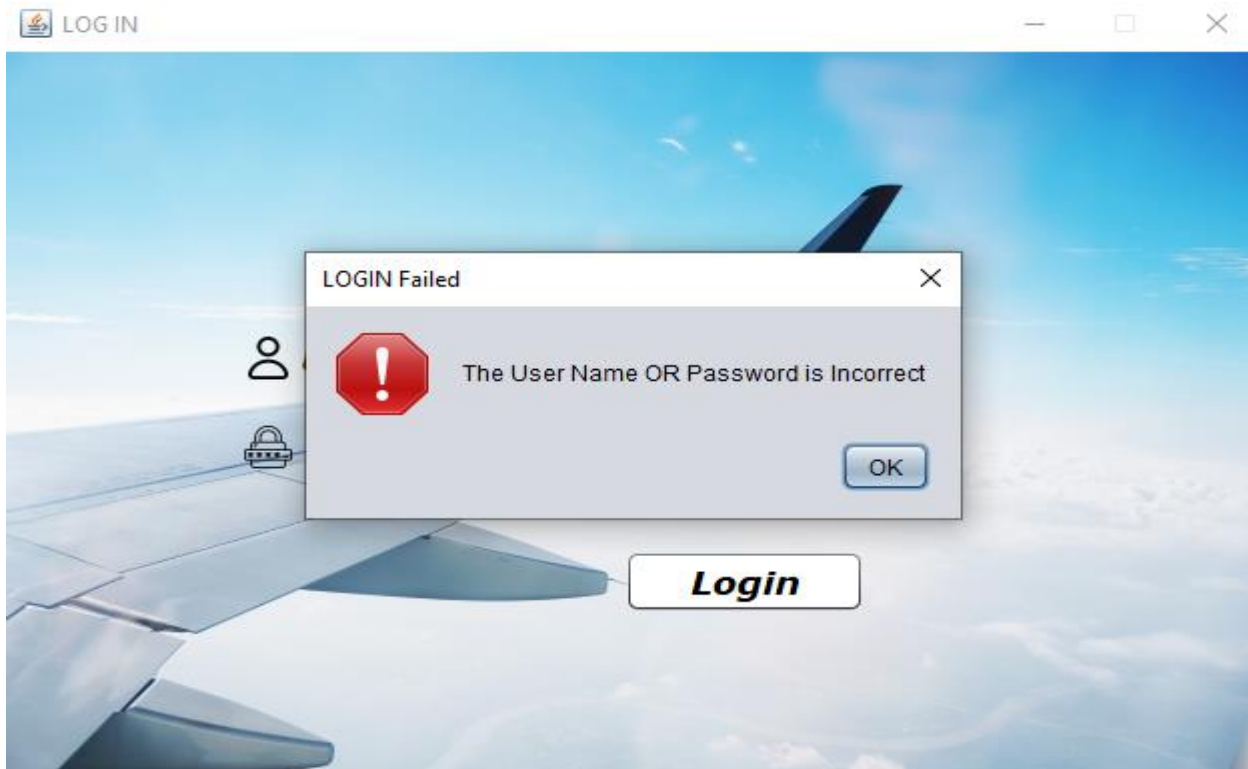 LOG IN
LOGIN Failed
The User Name OR Password is Incorrect
OK
Login